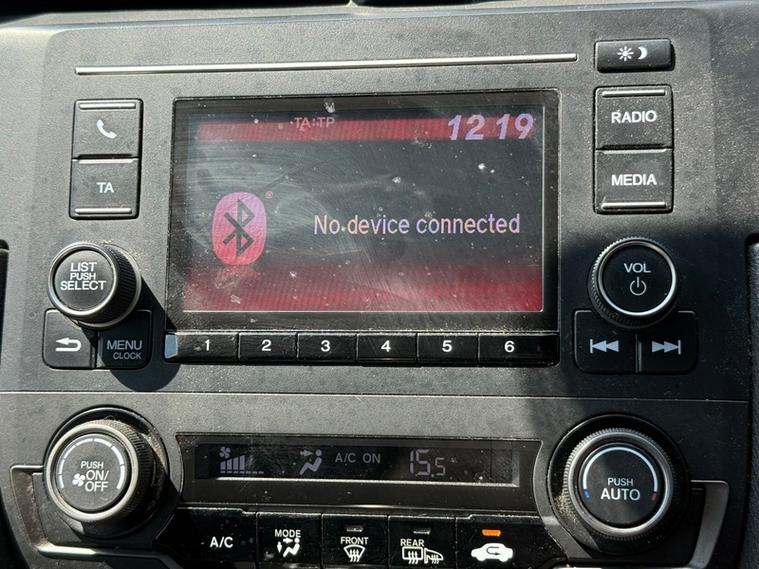 TA:TP
12 19
No device connected
RADIO
MEDIA
TA
LIST
PUSH
SELECT
VOL
MENU
CLOCK
1 2 3 4 5 6
A/C ON 15.5
PUSH
ON/
OFF
PUSH
AUTO
A/C
MODE
FRONT
REAR